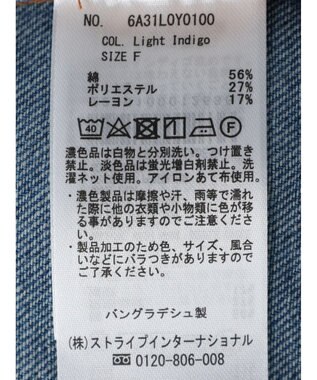 NO. 6A31L0Y0100
COL. Light Indigo
SIZE F
綿 56%
ポリエステル 27%
レーヨン 17%
40
F
濃色品は白物と分別洗い。つけ置き
禁止。淡色品は蛍光増白剤禁止。洗
濯ネット使用。アイロンあて布使用。
・濃色製品は摩擦や汗、雨等で濡れ
た際に他の衣類や小物類に色が移
る事がありますのでご注意くださ
い。
・製品加工のため色、サイズ、風合
いなどにバラつきがありますので
ご了承ください。
バングラデシュ製
(株)ストライプインターナショナル
0120-806-008